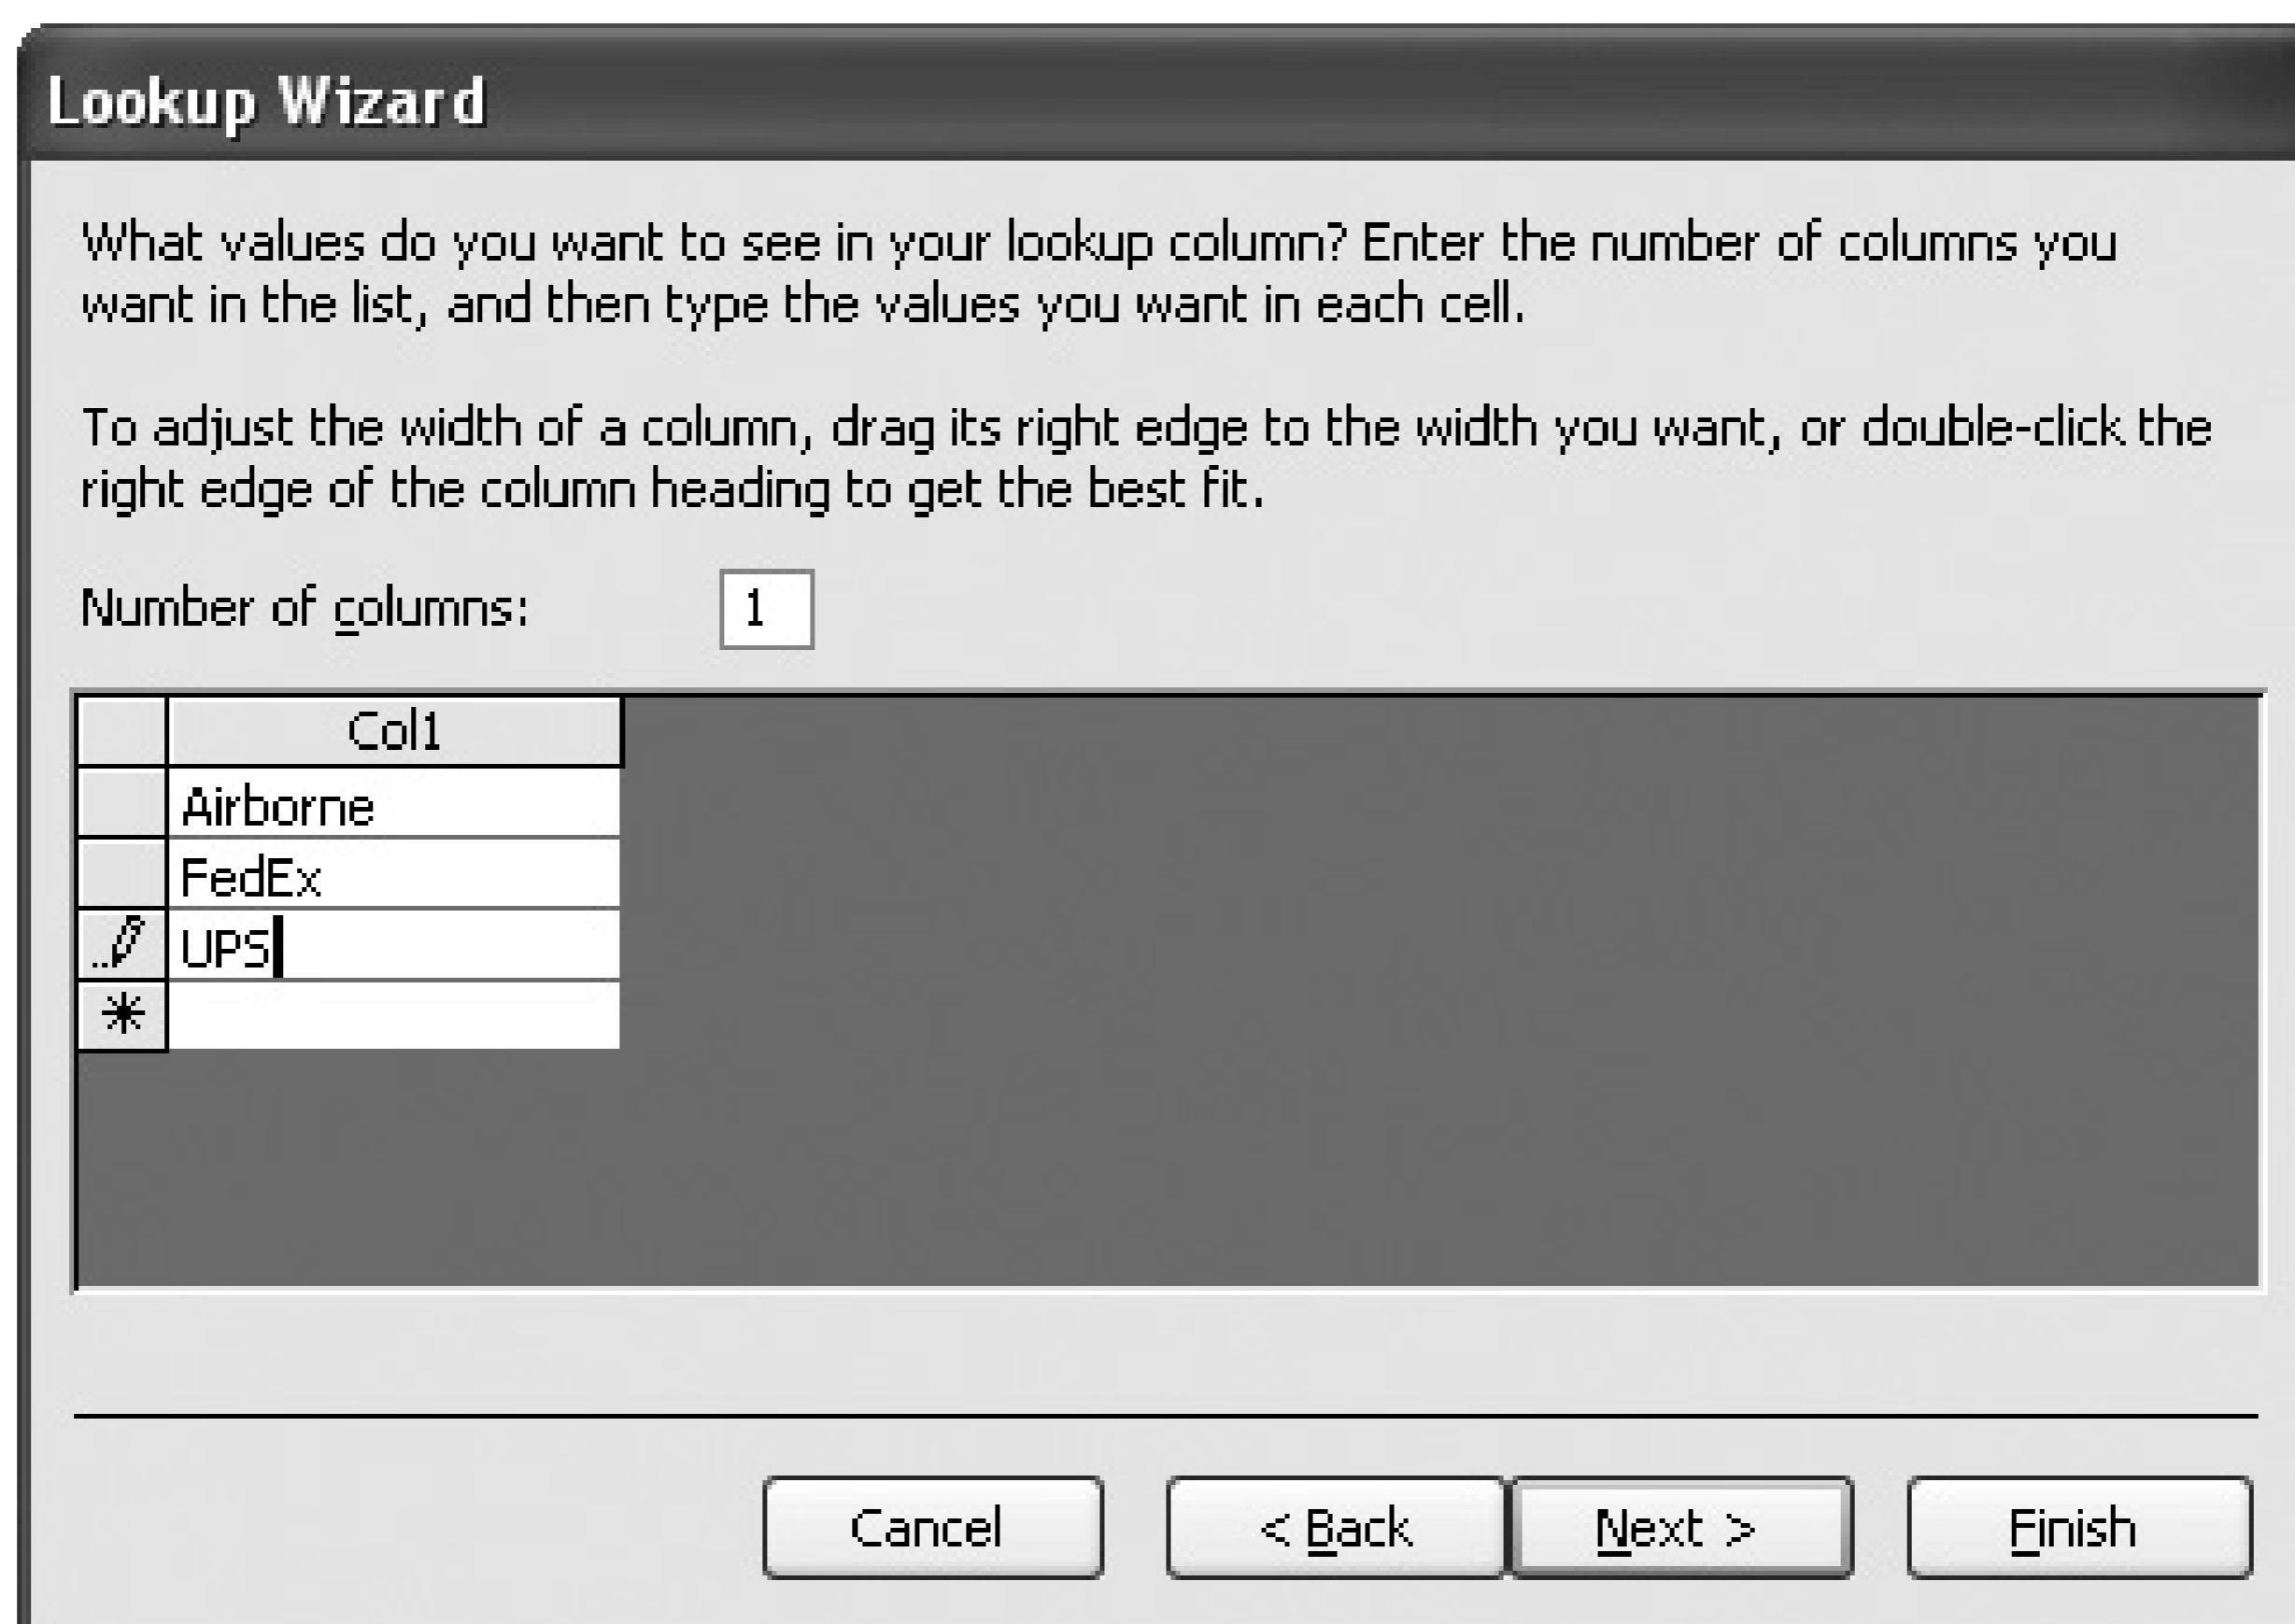 Lookup Wizard
What values do you want to see in your lookup column? Enter the number of columns you
want in the list, and then type the values you want in each cell.
To adjust the width of a column, drag its right edge to the width you want, or double-click the
right edge of the column heading to get the best fit.
Number of columns: 1
Col1
Airborne
FedEx
UPS
Cancel < Back Next > Finish